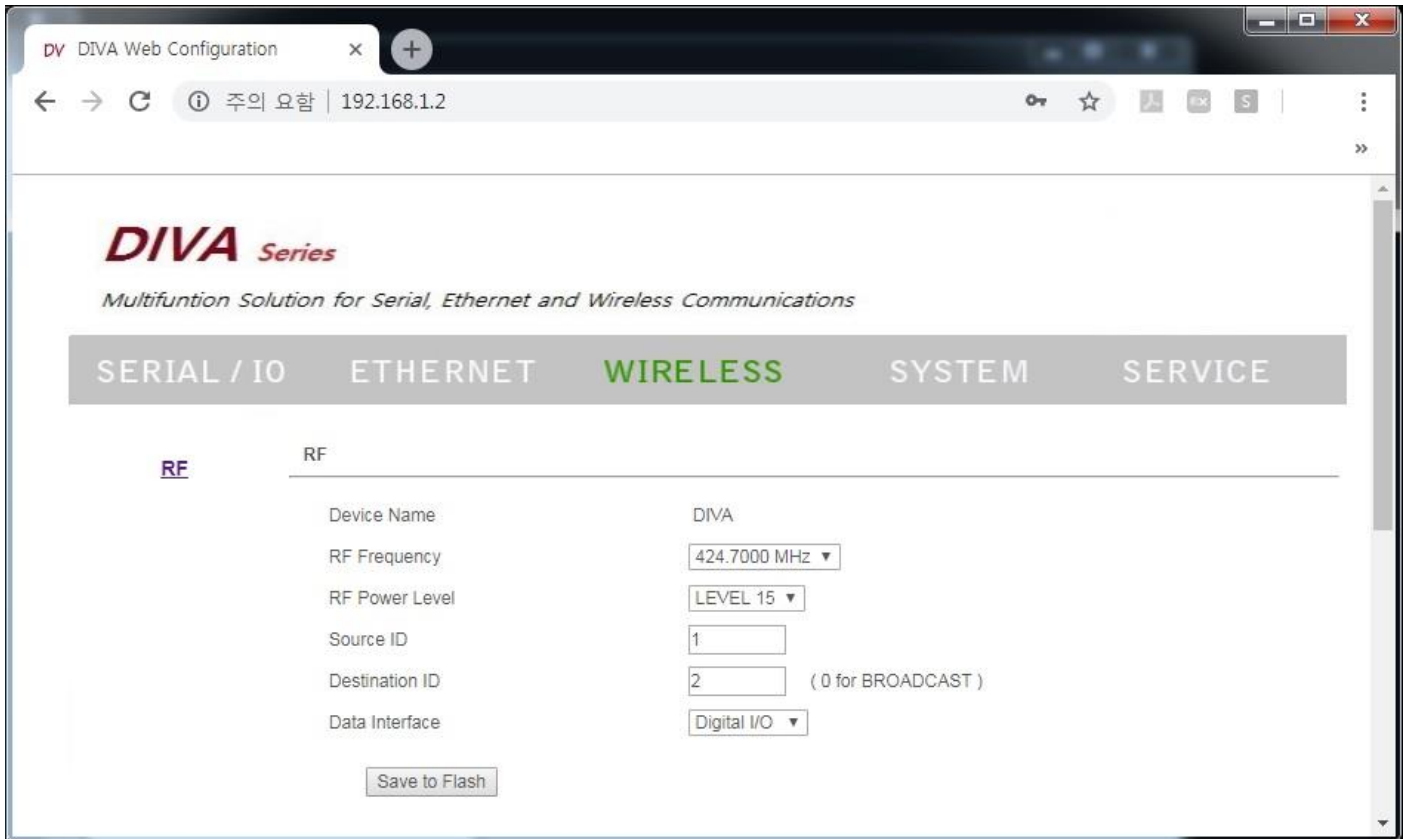 DV DIVA Web Configuration
주의 요함 | 192.168.1.2
DIVA Series
Multifuntion Solution for Serial, Ethernet and Wireless Communications
SERIAL / IO ETHERNET WIRELESS SYSTEM SERVICE
RF
RF
Device Name DIVA
RF Frequency 424.7000 MHz
RF Power Level LEVEL 15
Source ID 1
Destination ID 2 ( 0 for BROADCAST )
Data Interface Digital I/O
Save to Flash